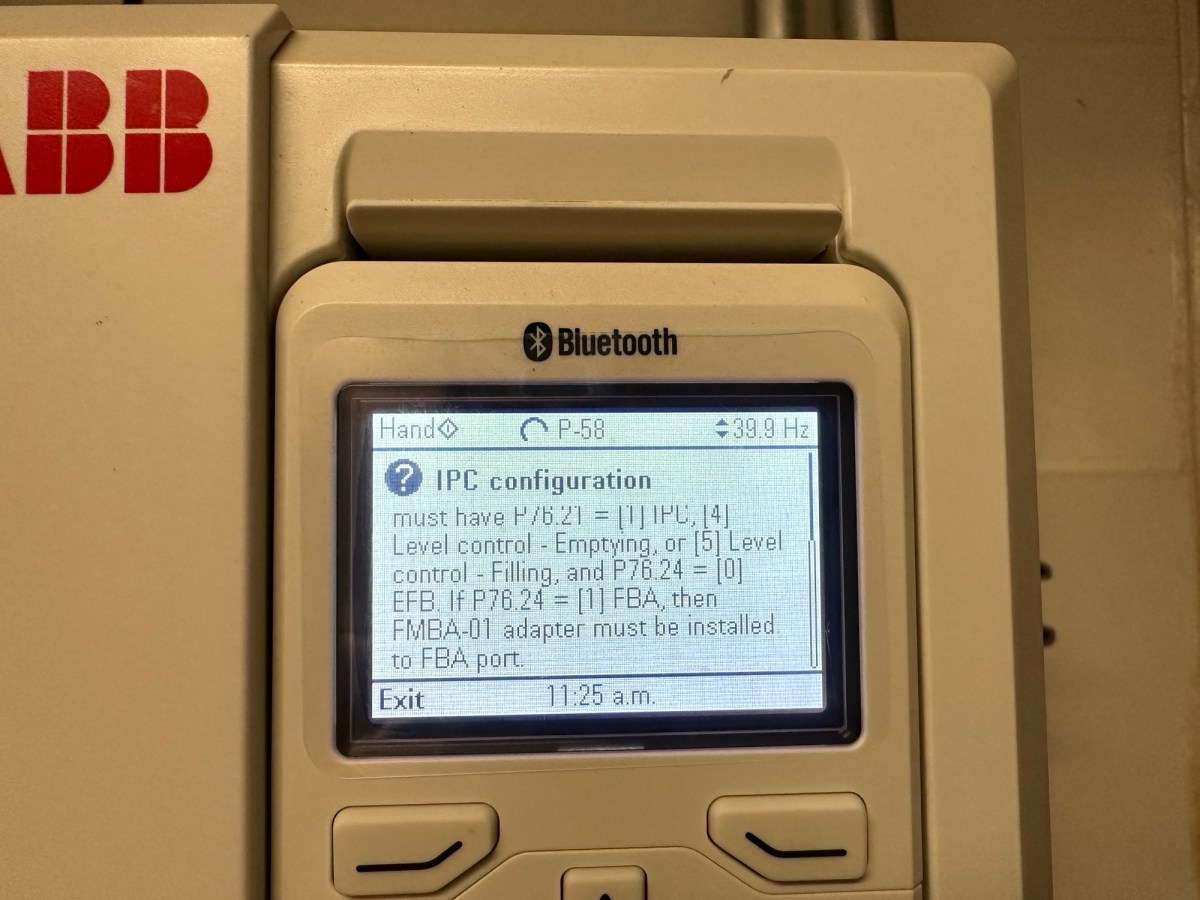 ABB
Bluetooth
Hand P-58 39.9 Hz
? IPC configuration
must have P76.21 = [1] IPC, [4]
Level control - Emptying, or [5] Level
control - Filling, and P76.24 = [0]
EFB. If P76.24 = [1] FBA, then
FMBA-01 adapter must be installed
to FBA port.
Exit 11:25 a.m.